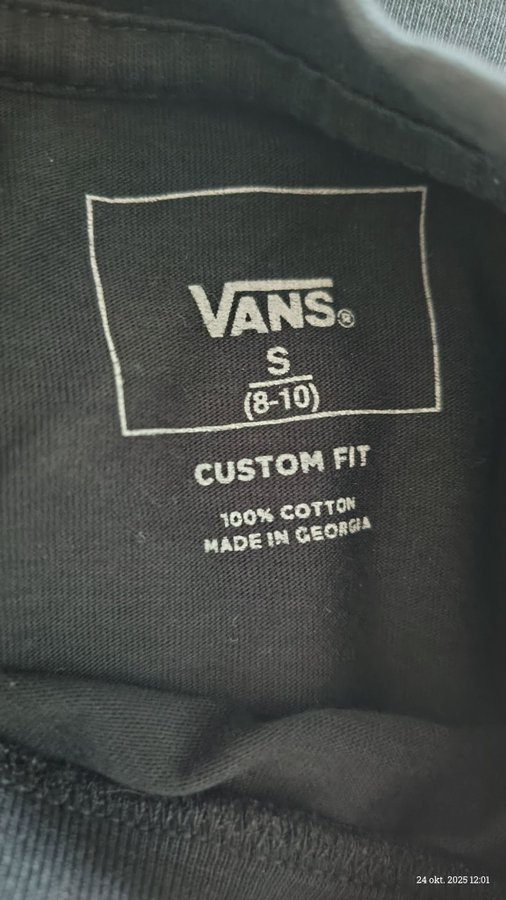 VANS®
S
(8-10)
CUSTOM FIT
100% COTTON
MADE IN GEORGIA
24 okt. 2025 12:01